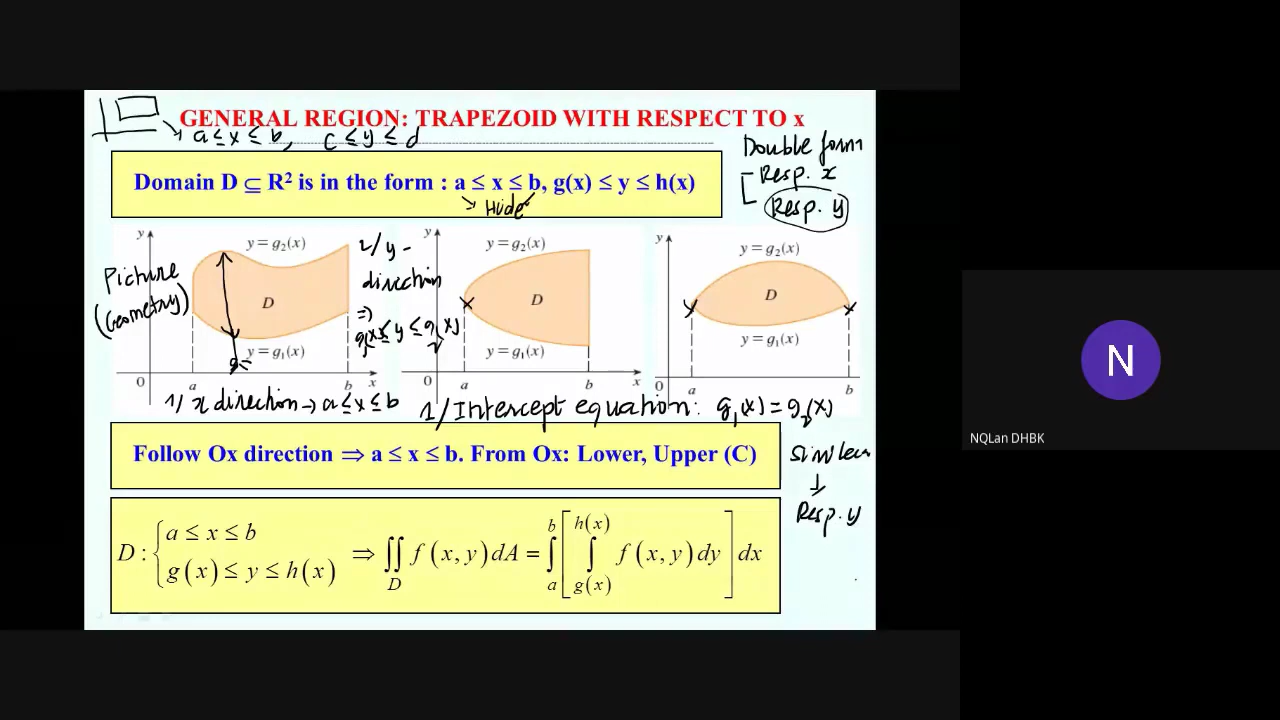 GENERAL REGION: TRAPEZOID WITH RESPECT TO x
a ≤ x ≤ b, c ≤ y ≤ d
Double form
Resp. x
Resp. y
Domain D ⊆ R² is in the form : a ≤ x ≤ b, g(x) ≤ y ≤ h(x)
Hide
Picture
(Geometry)
y
y = g₂(x)
D
y = g₁(x)
0
a
b
x
2/ y -
direction
⇒
g₁(x) ≤ y ≤ g₂(x)
y
y = g₂(x)
D
y = g₁(x)
0
a
b
x
y
y = g₂(x)
D
y = g₁(x)
0
a
b
1/ x direction → a ≤ x ≤ b
1/ Intercept equation: g₁(x) = g₂(x)
Follow Ox direction ⇒ a ≤ x ≤ b. From Ox: Lower, Upper (C)
Resp. y
D : { a ≤ x ≤ b, g(x) ≤ y ≤ h(x) ⇒ ∬_D f(x, y)dA = ∫_a^b [ ∫_{g(x)}^{h(x)} f(x, y)dy ] dx
N
NQLan DHBK